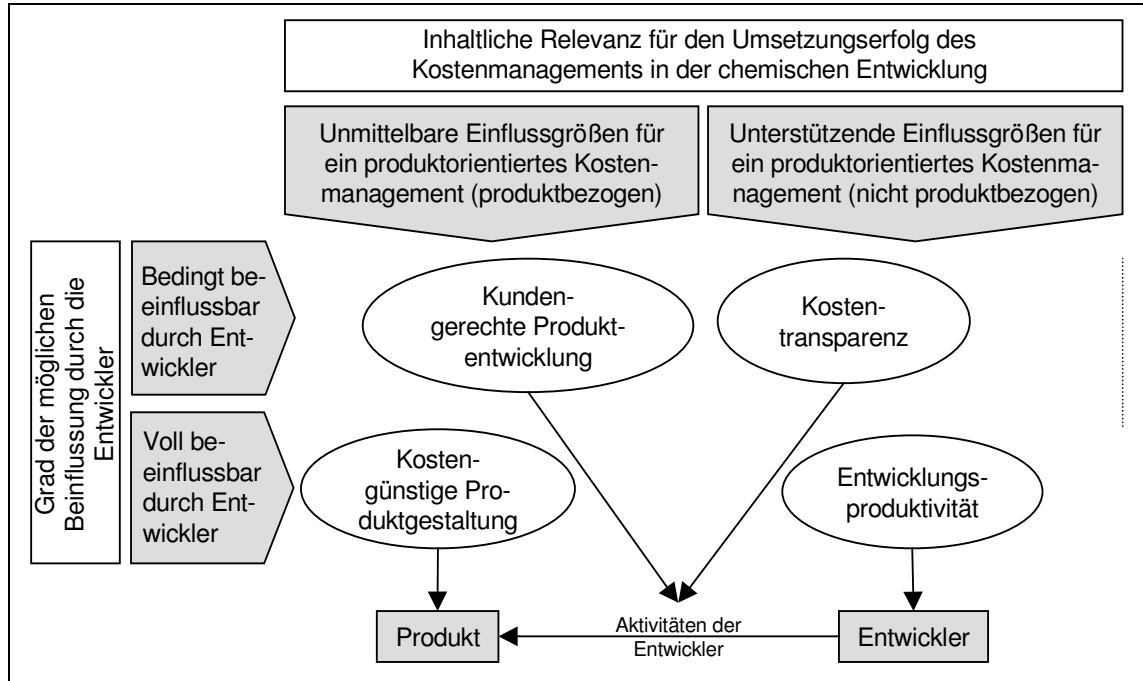 Inhaltliche Relevanz für den Umsetzungserfolg des
Kostenmanagements in der chemischen Entwicklung
Unmittelbare Einflussgrößen für
ein produktorientiertes Kosten-
management (produktbezogen)
Unterstützende Einflussgrößen für
ein produktorientiertes Kostenma-
nagement (nicht produktbezogen)
Grad der möglichen
Beinflussung durch die
Entwickler
Bedingt be-
einflussbar
durch Ent-
wickler
Kunden-
gerechte Produkt-
entwicklung
Kosten-
transparenz
Voll be-
einflussbar
durch Ent-
wickler
Kosten-
günstige Pro-
duktgestaltung
Entwicklungs-
produktivität
Produkt
Aktivitäten der
Entwickler
Entwickler